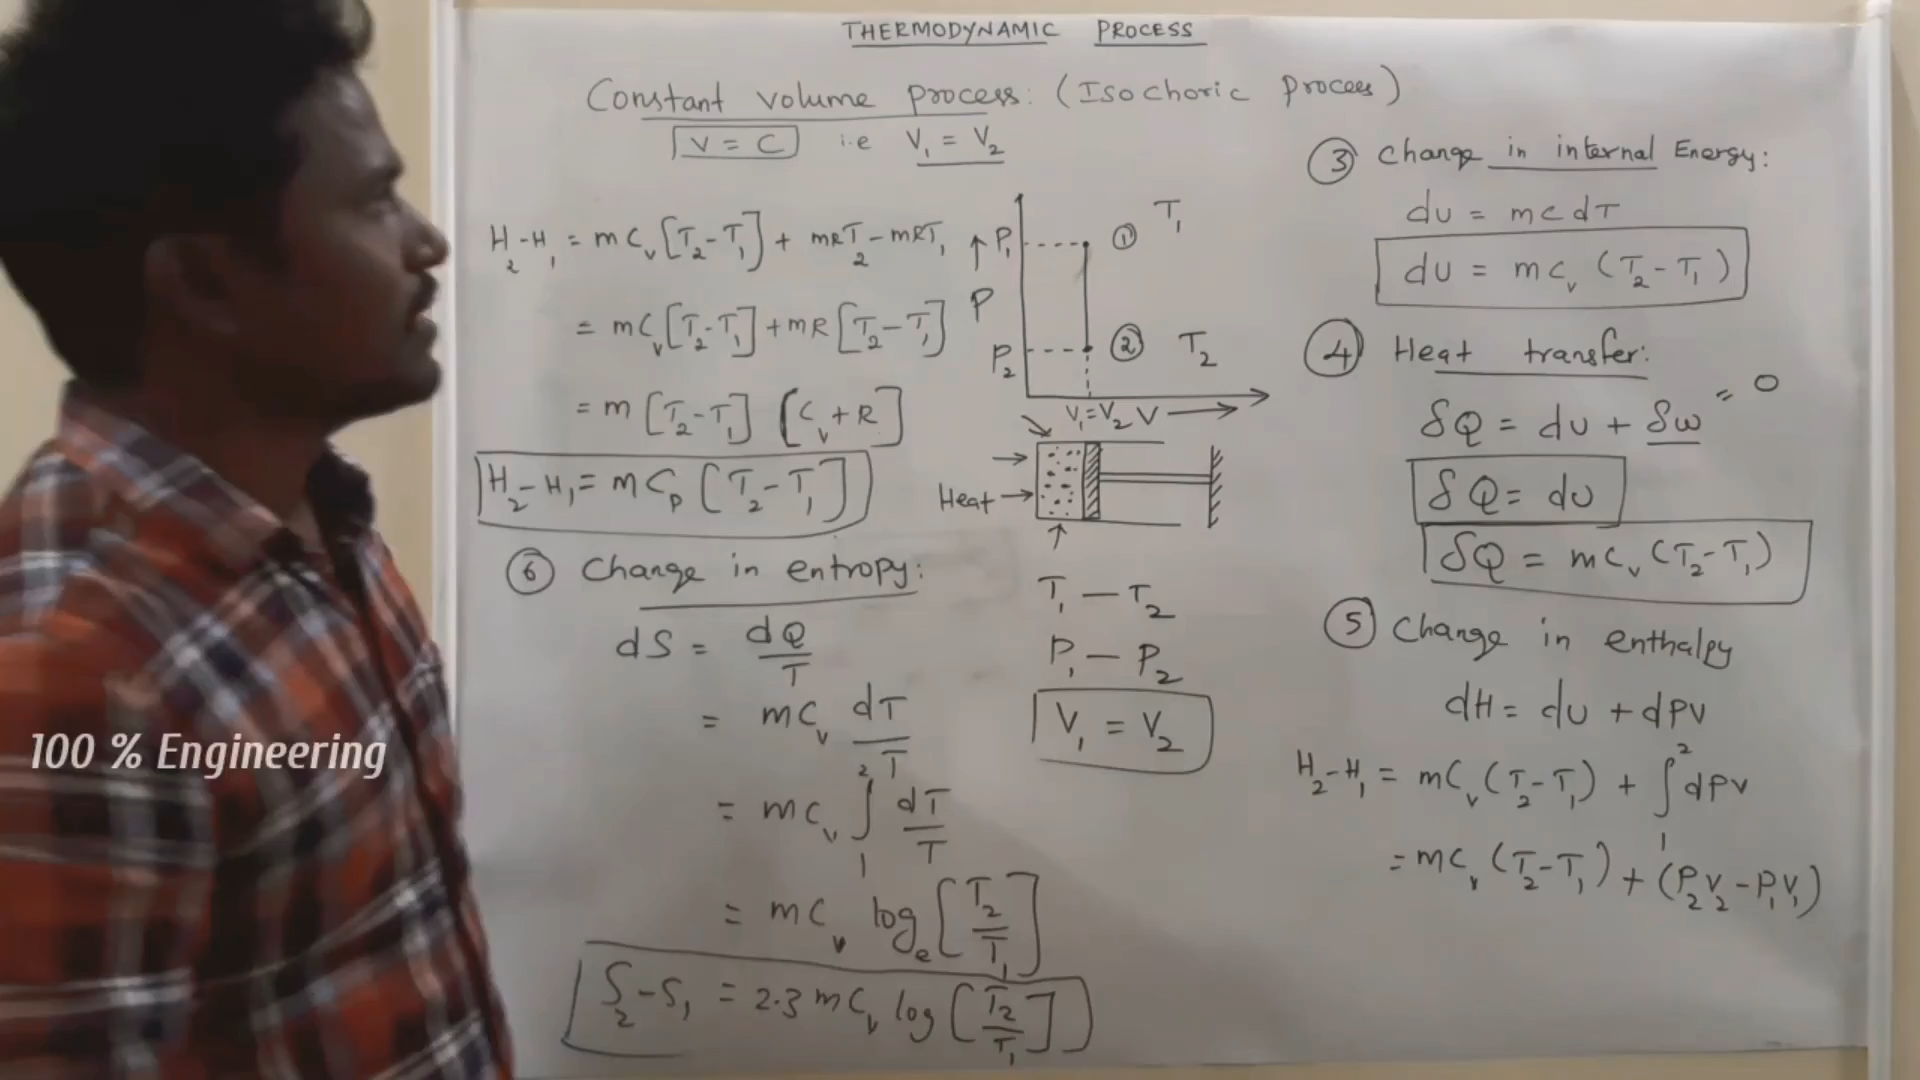 THERMODYNAMIC PROCESS
Constant volume process: (Isochoric process)
V = C i.e V₁ = V₂
H₂-H₁ = mCᵥ[T₂-T₁] + mRT₂-mRT₁
= mCᵥ[T₂-T₁]+mR[T₂-T₁]
= m[T₂-T₁] [Cᵥ+R]
H₂-H₁ = mCₚ[T₂-T₁]
⑥ Change in entropy:
dS = dQ/T
= mCᵥ dT/T
= mCᵥ ∫₁² dT/T
= mCᵥ logₑ[T₂/T₁]
S₂-S₁ = 2.3 mCᵥ log[T₂/T₁]
P₁ ① T₁
P
P₂ ② T₂
V₁=V₂ V
Heat
T₁ – T₂
P₁ – P₂
V₁ = V₂
③ Change in internal Energy:
du = mcdT
du = mcᵥ (T₂-T₁)
④ Heat transfer:
δQ = du + δw = 0
δQ = du
δQ = mcᵥ(T₂-T₁)
⑤ Change in enthalpy
dH = du + dPV
H₂-H₁ = mCᵥ(T₂-T₁) + ∫₁² dPV
= mCᵥ(T₂-T₁) + (P₂V₂-P₁V₁)
100 % Engineering